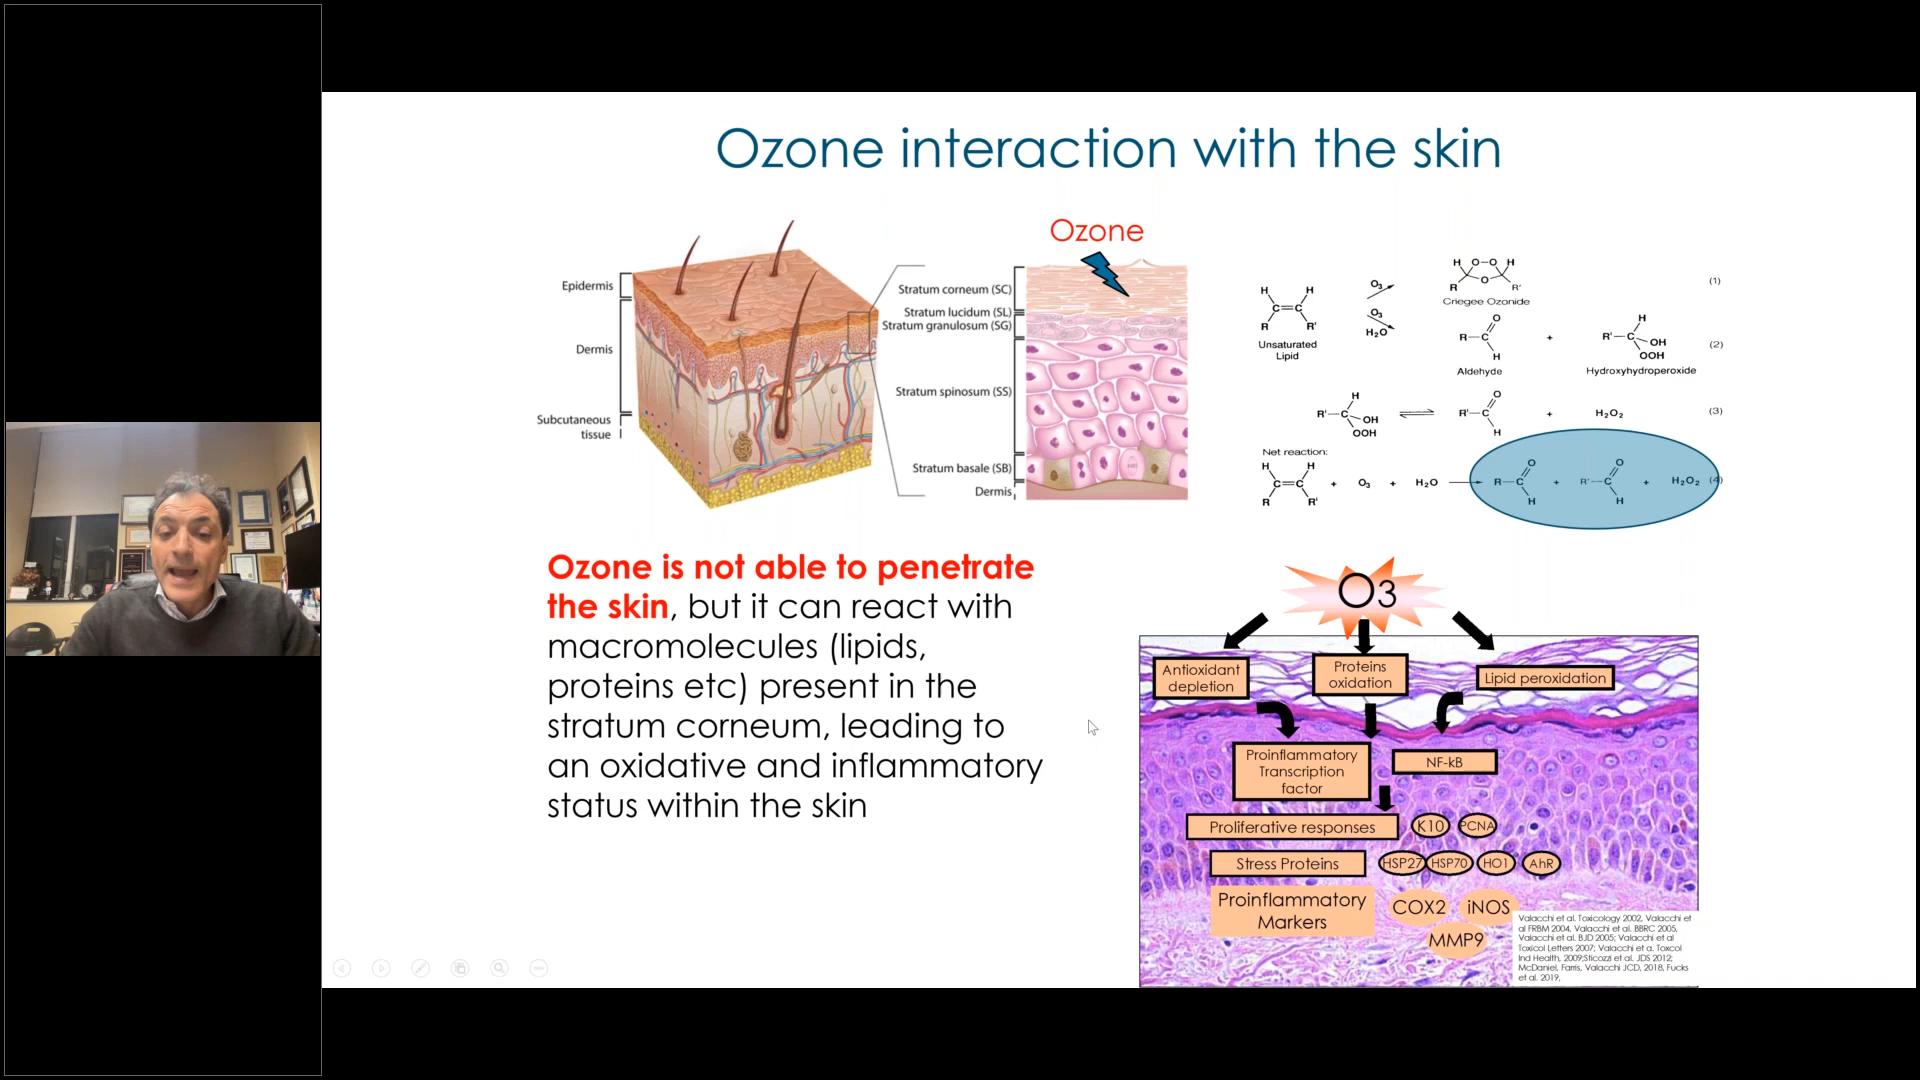 Ozone interaction with the skin
Ozone
Epidermis
Dermis
Subcutaneous
tissue
Stratum corneum (SC)
Stratum lucidum (SL)
Stratum granulosum (SG)
Stratum spinosum (SS)
Stratum basale (SB)
Dermis
H O-O H
O
R R'
Criegee Ozonide
(1)
H H
C=C
R R'
Unsaturated
Lipid
O₃
O₃
H₂O
O
R-C
H
Aldehyde
+
H
R'-C-OH
OOH
Hydroxyhydroperoxide
(2)
H
R'-C-OH
OOH
O
R'-C
H
+
H₂O₂
(3)
Net reaction:
H H
C=C
R R'
+ O₃ + H₂O
O
R-C
H
+
O
R'-C
H
+ H₂O₂ (4)
Ozone is not able to penetrate
the skin, but it can react with
macromolecules (lipids,
proteins etc) present in the
stratum corneum, leading to
an oxidative and inflammatory
status within the skin
O3
Antioxidant
depletion
Proteins
oxidation
Lipid peroxidation
Proinflammatory
Transcription
factor
NF-kB
Proliferative responses
K10
PCNA
Stress Proteins
HSP27
HSP70
HO1
AhR
Proinflammatory
Markers
COX2
iNOS
MMP9
Valacchi et al. Toxicology 2002, Valacchi et
al FRBM 2004, Valacchi et al. BBRC 2005,
Valacchi et al. BJD 2005; Valacchi et al
Toxicol Letters 2007; Valacchi et a. Toxcol
Ind Health, 2009;Sticozzi et al. JDS 2012;
McDaniel, Farris, Valacchi JCD, 2018, Fucks
et al. 2019,